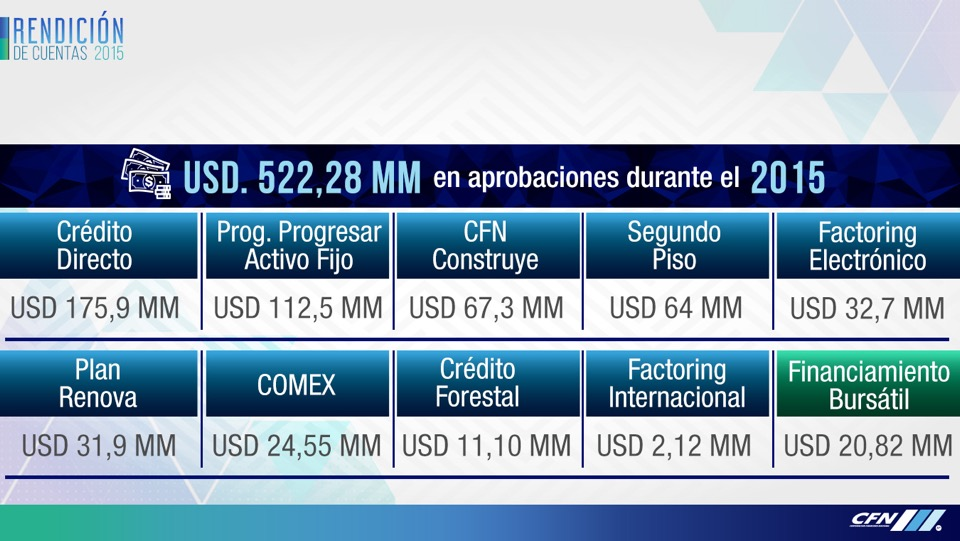 RENDICIÓN
DE CUENTAS 2015
USD. 522,28 MM en aprobaciones durante el 2015
Crédito
Directo
USD 175,9 MM
Prog. Progresar
Activo Fijo
USD 112,5 MM
CFN
Construye
USD 67,3 MM
Segundo
Piso
USD 64 MM
Factoring
Electrónico
USD 32,7 MM
Plan
Renova
USD 31,9 MM
COMEX
USD 24,55 MM
Crédito
Forestal
USD 11,10 MM
Factoring
Internacional
USD 2,12 MM
Financiamiento
Bursátil
USD 20,82 MM
CFN